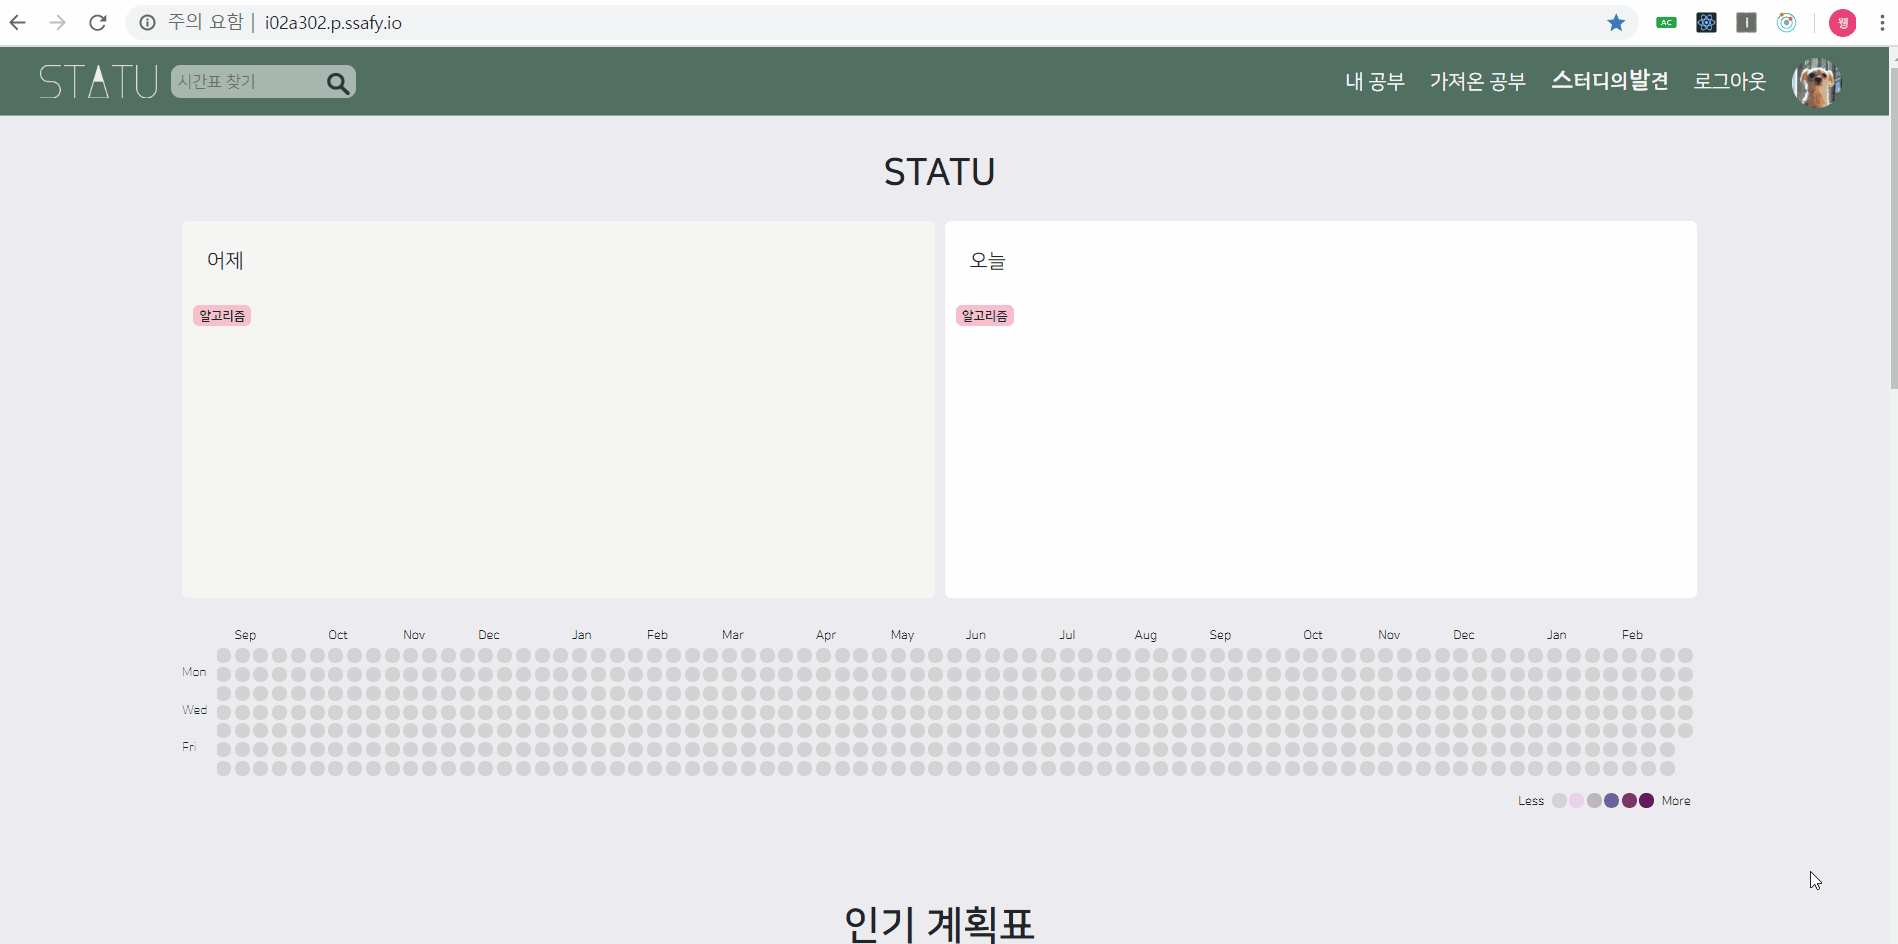 주의 요함 | i02a302.p.ssafy.io
AC
웽
STATU
시간표 찾기
내 공부
가져온 공부
스터디의발견
로그아웃
STATU
어제
알고리즘
오늘
알고리즘
Sep Oct Nov Dec Jan Feb Mar Apr May Jun Jul Aug Sep Oct Nov Dec Jan Feb
Mon
Wed
Fri
Less More
인기 계획표